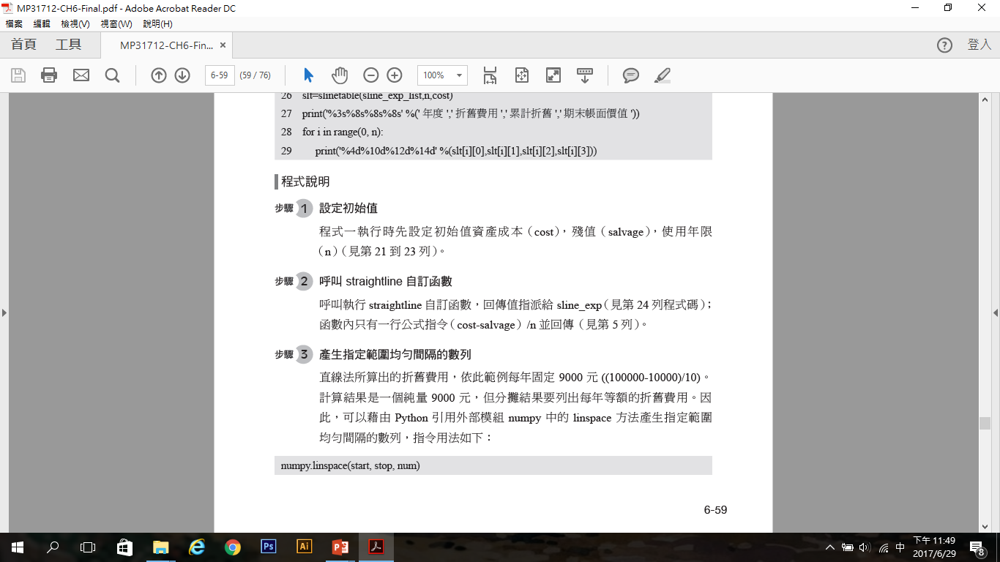 MP31712-CH6-Final.pdf - Adobe Acrobat Reader DC
檔案 編輯 檢視(V) 視窗(W) 說明(H)
首頁 工具 MP31712-CH6-Fin... × 登入
6-59 (59 / 76) 100%
26 slt=slinetable(sline_exp_list,n,cost)
27 print('%3s%8s%8s%8s' %(' 年度 ',' 折舊費用 ',' 累計折舊 ',' 期末帳面價值 '))
28 for i in range(0, n):
29 print('%4d%10d%12d%14d' %(slt[i][0],slt[i][1],slt[i][2],slt[i][3]))
程式說明
步驟 1 設定初始值
程式一執行時先設定初始值資產成本（cost），殘值（salvage），使用年限
（n）（見第 21 到 23 列）。
步驟 2 呼叫 straightline 自訂函數
呼叫執行 straightline 自訂函數，回傳值指派給 sline_exp（見第 24 列程式碼）；
函數內只有一行公式指令（cost-salvage）/n 並回傳（見第 5 列）。
步驟 3 產生指定範圍均勻間隔的數列
直線法所算出的折舊費用，依此範例每年固定 9000 元 ((100000-10000)/10)。
計算結果是一個純量 9000 元，但分攤結果要列出每年等額的折舊費用。因
此，可以藉由 Python 引用外部模組 numpy 中的 linspace 方法產生指定範圍
均勻間隔的數列，指令用法如下：
numpy.linspace(start, stop, num)
6-59
Ps Ai 中 下午 11:49
2017/6/29 8